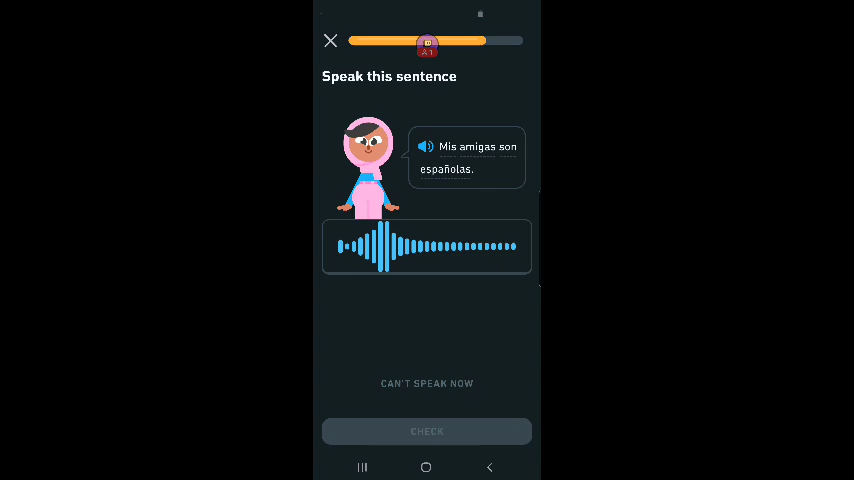 Speak this sentence
Mis amigas son
españolas.
CAN'T SPEAK NOW
CHECK